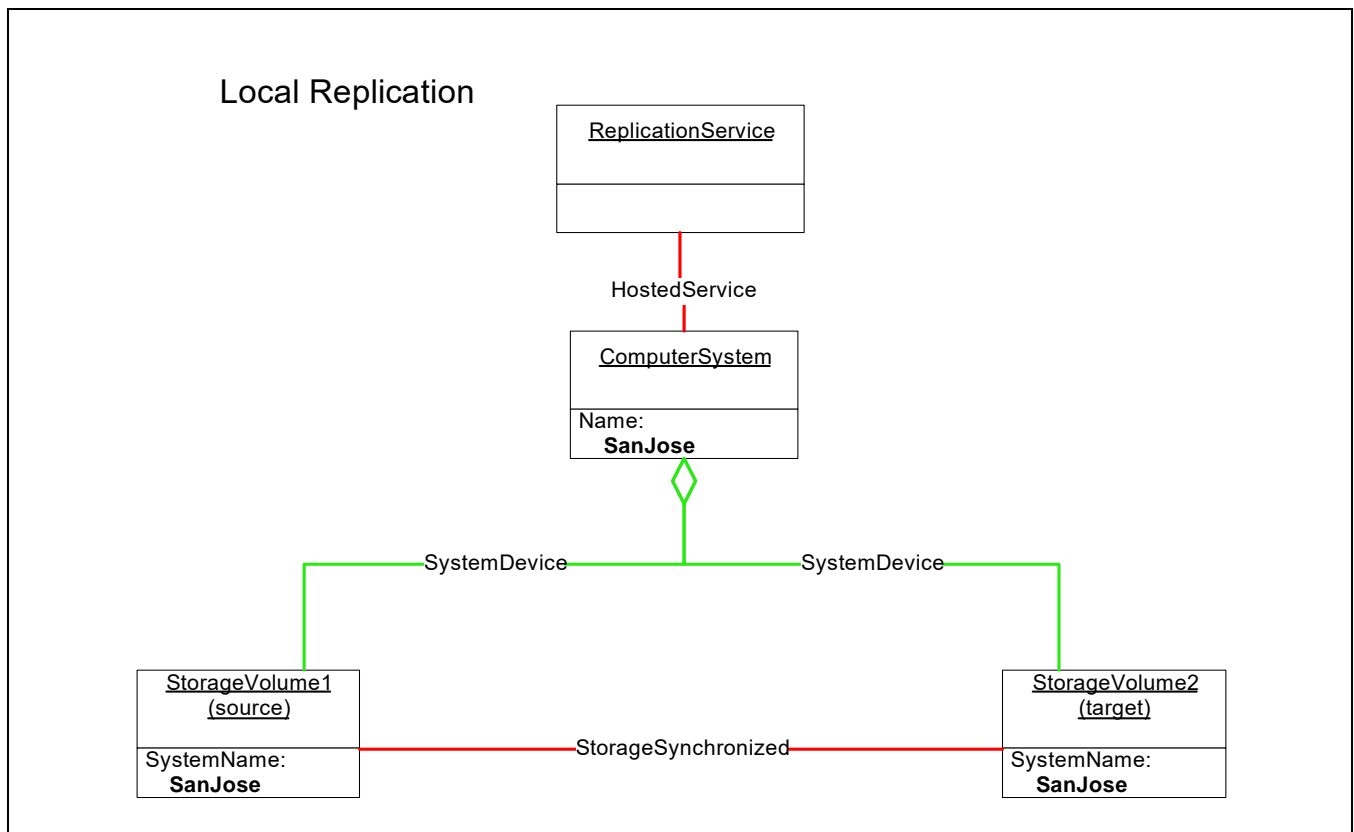 Local Replication
ReplicationService
HostedService
ComputerSystem
Name:
SanJose
SystemDevice
SystemDevice
StorageVolume1
(source)
SystemName:
SanJose
StorageSynchronized
StorageVolume2
(target)
SystemName:
SanJose